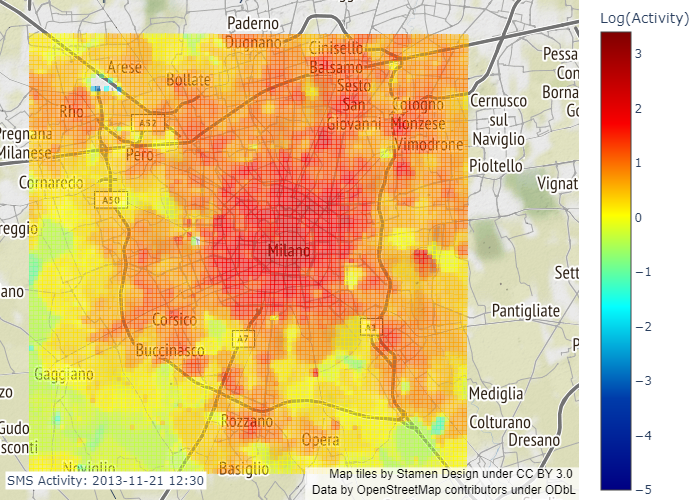 Log(Activity)
Paderno
Dugnano
Cinisello
Balsamo
Arese
Bollate
Sesto
San
Giovanni
Cologno
Monzese
Vimodrone
Cernusco
sul
Naviglio
Pioltello
Rho
A52
Pero
Pregnana
Milanese
Cornaredo
A50
Vignat
reggio
Milano
ano
Sett
Pantigliate
Corsico
A7
A1
Buccinasco
Gaggiano
Mediglia
Rozzano
Colturano
Dresano
Opera
zo
Gudo
sconti
Noviglio
Basiglio
Pessa
Con
Borna
Go
P
3
2
1
0
−1
−2
−3
−4
−5
SMS Activity: 2013-11-21 12:30
Map tiles by Stamen Design under CC BY 3.0
Data by OpenStreetMap contributors under ODbL